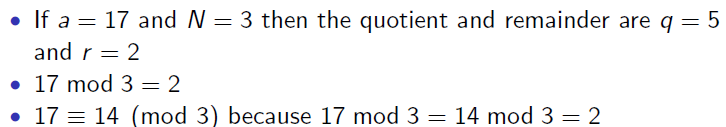 • If a = 17 and N = 3 then the quotient and remainder are q = 5
and r = 2
• 17 mod 3 = 2
• 17 ≡ 14 (mod 3) because 17 mod 3 = 14 mod 3 = 2